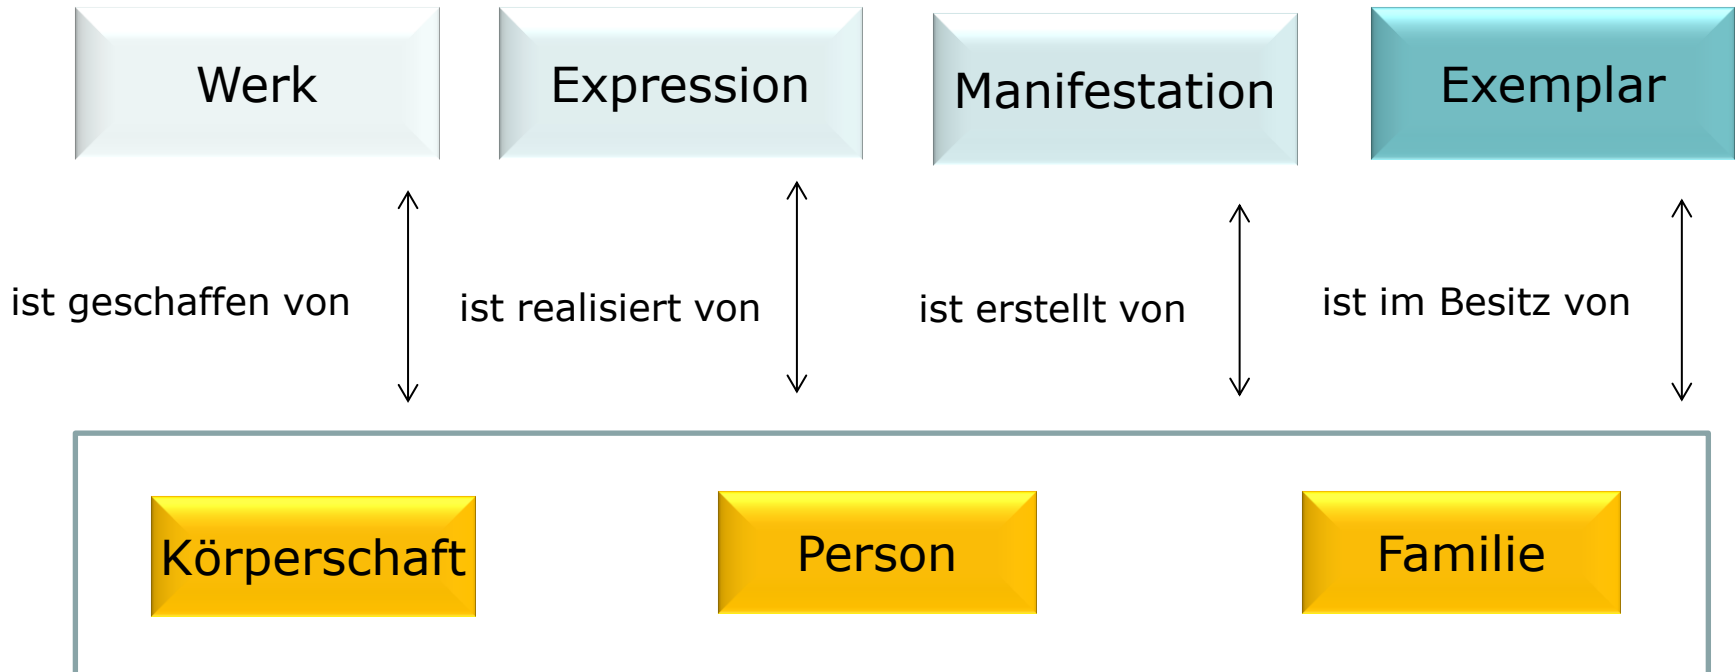 Werk
Expression
Manifestation
Exemplar
ist geschaffen von
ist realisiert von
ist erstellt von
ist im Besitz von
Körperschaft
Person
Familie